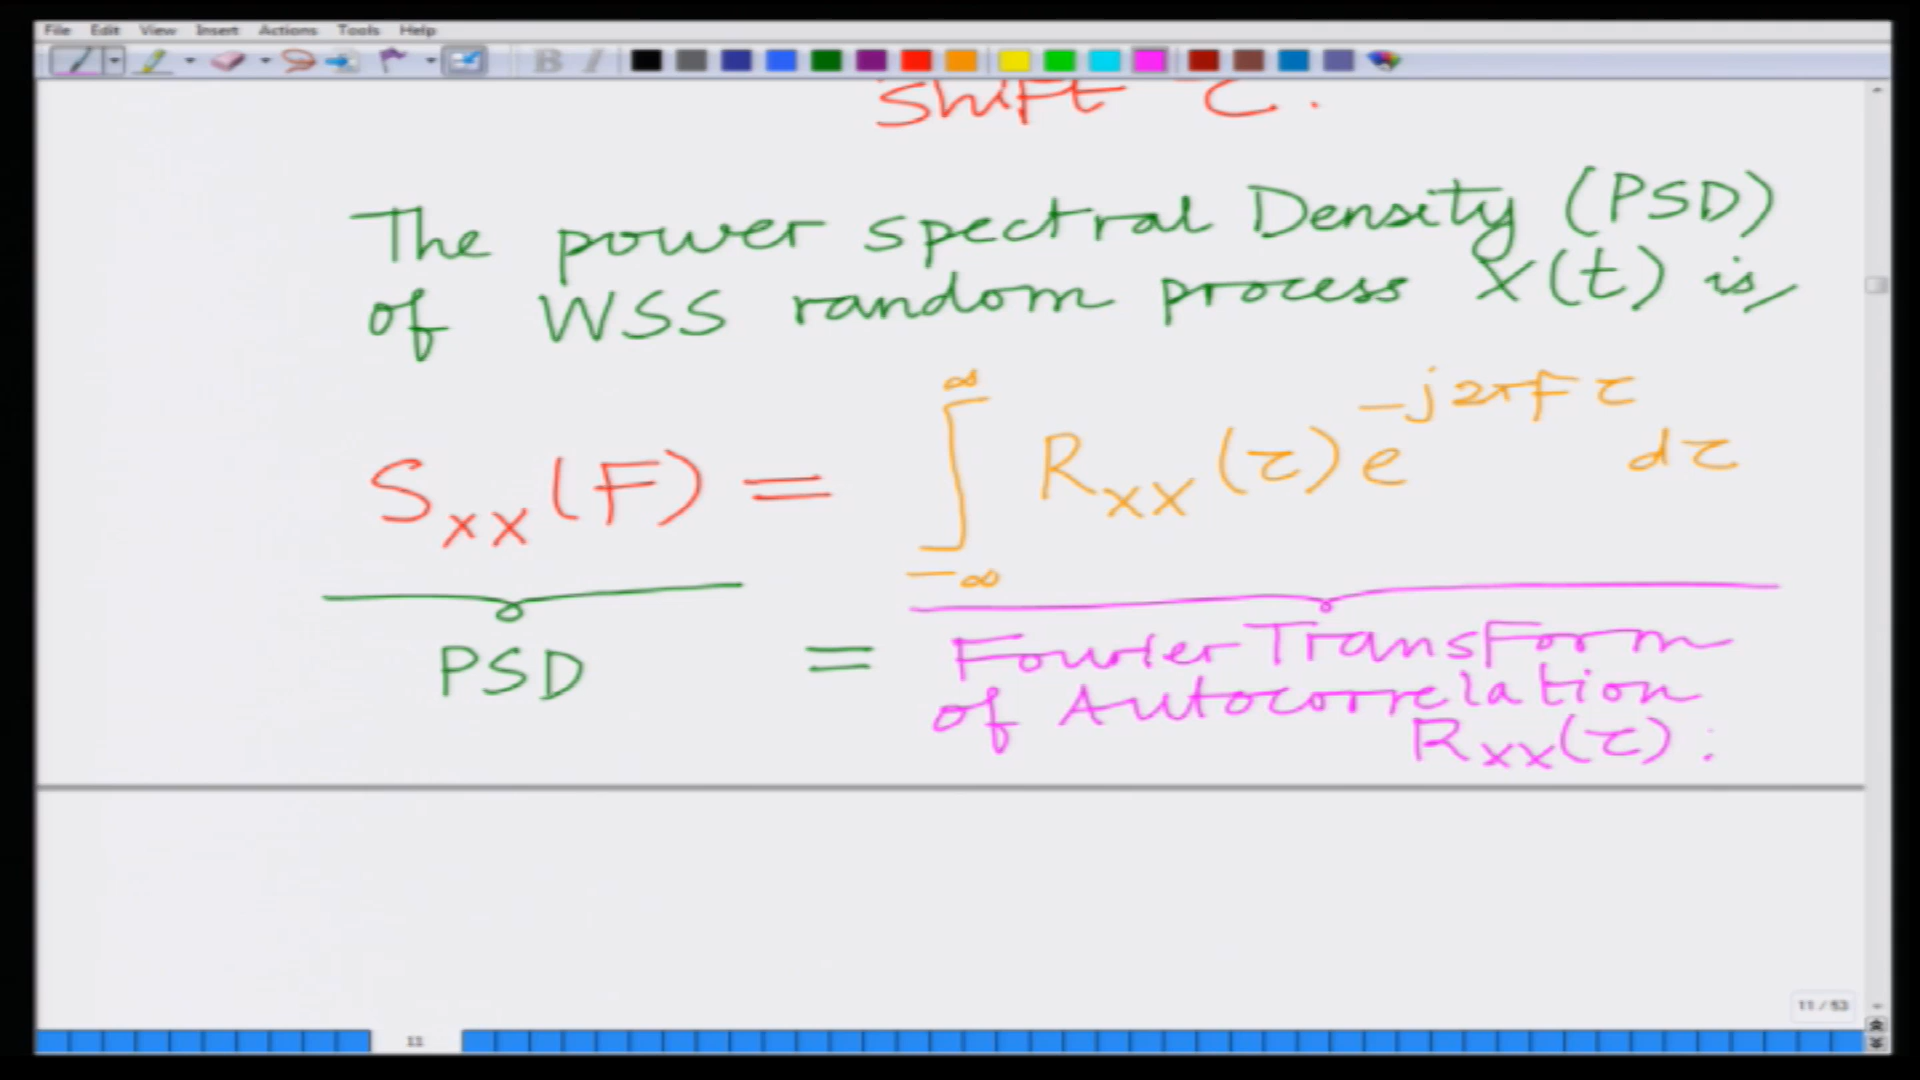 File Edit View Insert Actions Tools Help
B I
Shift τ.
The power spectral Density (PSD)
of WSS random process X(t) is,
S_XX(F) = ∫_{-∞}^{∞} R_XX(τ) e^{-j2πFτ} dτ
PSD = Fourier Transform
of Autocorrelation
R_XX(τ).
11 / 53
11